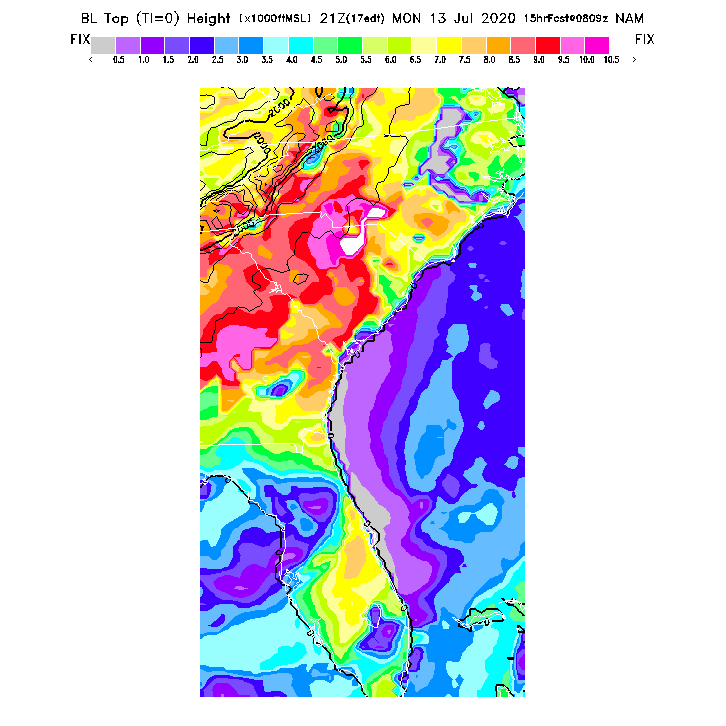 BL Top (TI=0) Height [x1000ftMSL] 21Z(17edt) MON 13 Jul 2020 15hrFcst@0809z NAM
FIX FIX
< 0.5 1.0 1.5 2.0 2.5 3.0 3.5 4.0 4.5 5.0 5.5 6.0 6.5 7.0 7.5 8.0 8.5 9.0 9.5 10.0 10.5 >
2000
2000